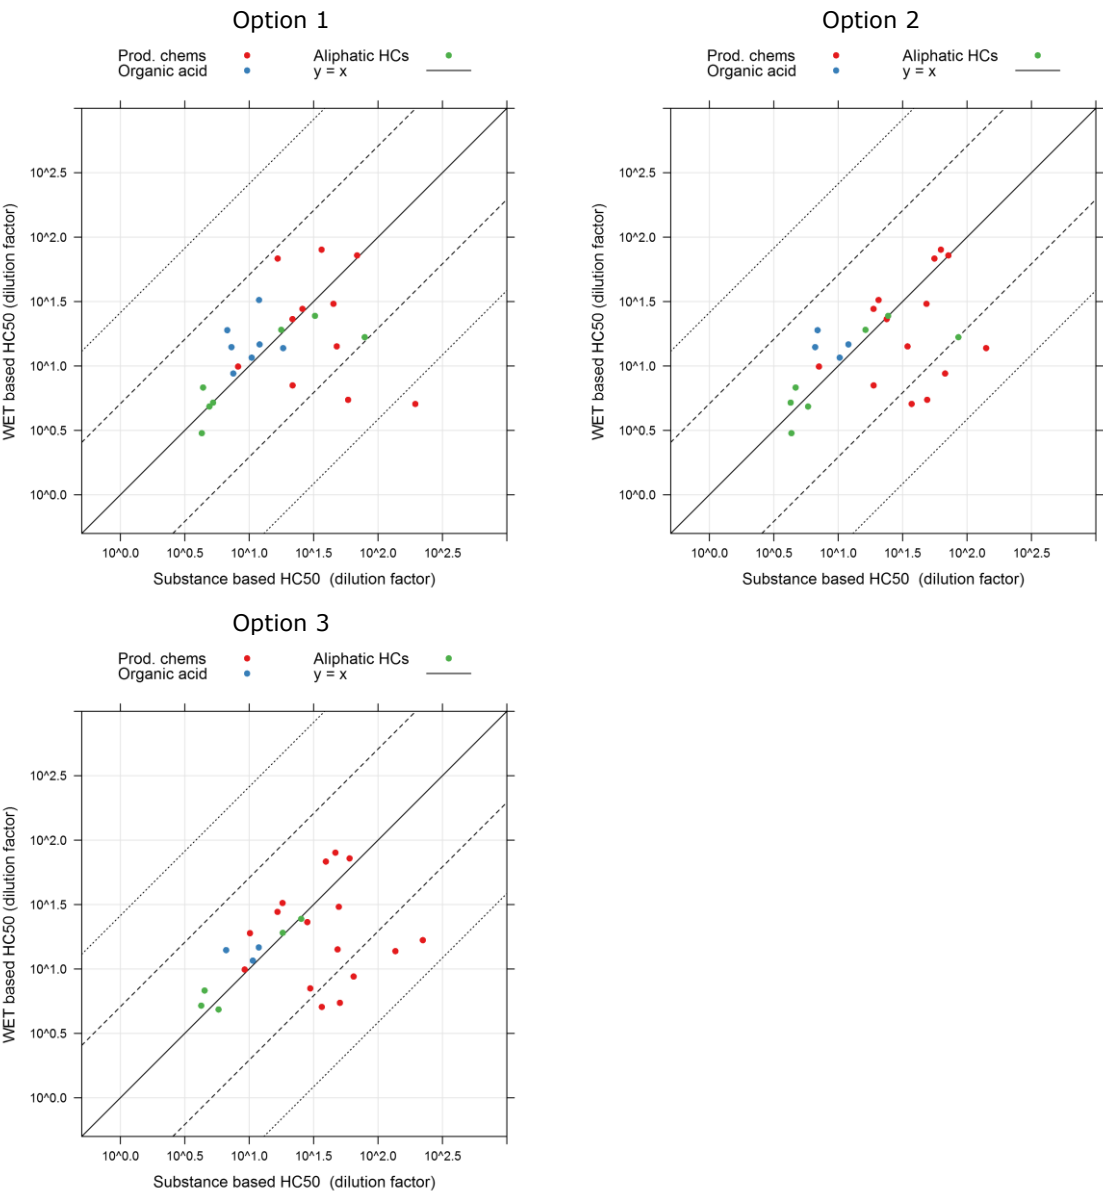 Option 1
Prod. chems
Aliphatic HCs
Organic acid
y = x
WET based HC50 (dilution factor)
10^2.5
10^2.0
10^1.5
10^1.0
10^0.5
10^0.0
10^0.0 10^0.5 10^1.0 10^1.5 10^2.0 10^2.5
Substance based HC50 (dilution factor)
Option 2
Prod. chems
Aliphatic HCs
Organic acid
y = x
WET based HC50 (dilution factor)
10^2.5
10^2.0
10^1.5
10^1.0
10^0.5
10^0.0
10^0.0 10^0.5 10^1.0 10^1.5 10^2.0 10^2.5
Substance based HC50 (dilution factor)
Option 3
Prod. chems
Aliphatic HCs
Organic acid
y = x
WET based HC50 (dilution factor)
10^2.5
10^2.0
10^1.5
10^1.0
10^0.5
10^0.0
10^0.0 10^0.5 10^1.0 10^1.5 10^2.0 10^2.5
Substance based HC50 (dilution factor)